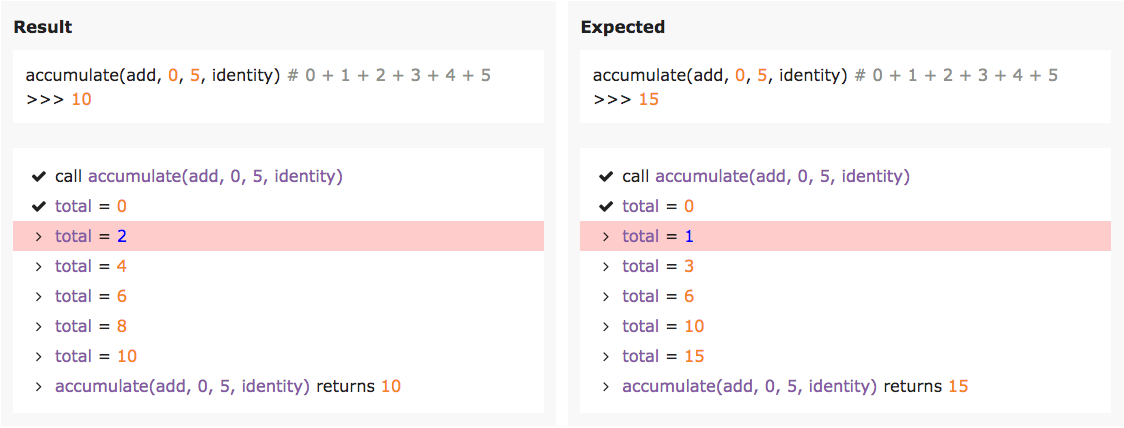 Result
accumulate(add, 0, 5, identity) # 0 + 1 + 2 + 3 + 4 + 5
>>> 10
call accumulate(add, 0, 5, identity)
total = 0
total = 2
total = 4
total = 6
total = 8
total = 10
accumulate(add, 0, 5, identity) returns 10
Expected
accumulate(add, 0, 5, identity) # 0 + 1 + 2 + 3 + 4 + 5
>>> 15
call accumulate(add, 0, 5, identity)
total = 0
total = 1
total = 3
total = 6
total = 10
total = 15
accumulate(add, 0, 5, identity) returns 15